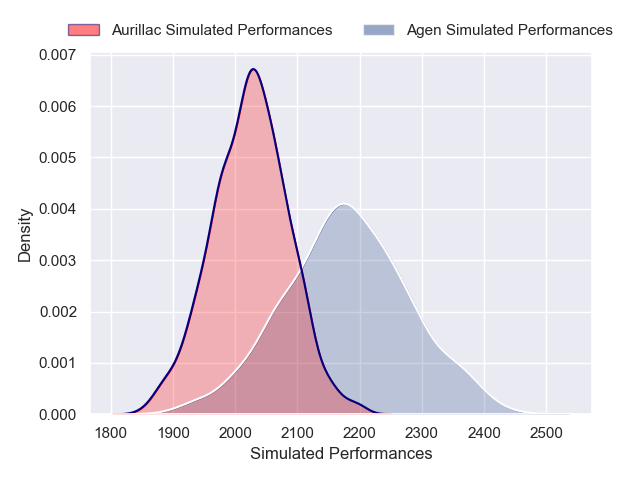 Aurillac Simulated Performances Agen Simulated Performances
0.007
0.006
0.005
0.004
0.003
0.002
0.001
0.000
Density
1800 1900 2000 2100 2200 2300 2400 2500
Simulated Performances